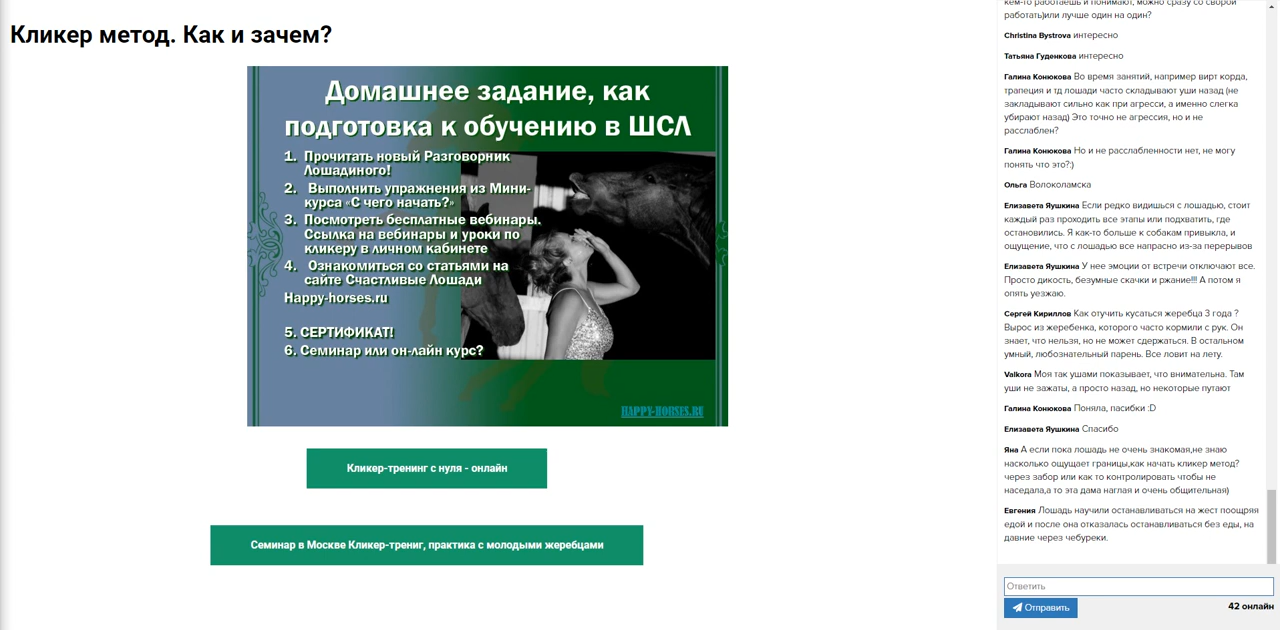 Кликер метод. Как и зачем?
Домашнее задание, как
подготовка к обучению в ШСЛ
1. Прочитать новый Разговорник
Лошадиного!
2. Выполнить упражнения из Мини-
курса «С чего начать?»
3. Посмотреть бесплатные вебинары.
Ссылка на вебинары и уроки по
кликеру в личном кабинете
4. Ознакомиться со статьями на
сайте Счастливые Лошади
Happy-horses.ru
5. СЕРТИФИКАТ!
6. Семинар или он-лайн курс?
HAPPY-HORSES.RU
Кликер-тренинг с нуля - онлайн
Семинар в Москве Кликер-трениг, практика с молодыми жеребцами
кем-то работаешь и понимают, можно сразу со сворой
работать)или лучше один на один?
Christina Bystrova интересно
Татьяна Гуденкова интересно
Галина Конюкова Во время занятий, например вирт корда,
трапеция и тд лошади часто складывают уши назад (не
закладывают сильно как при агресси, а именно слегка
убирают назад) Это точно не агрессия, но и не
расслаблен?
Галина Конюкова Но и не расслабленности нет, не могу
понять что это?:)
Ольга Волоколамска
Елизавета Яушкина Если редко видишься с лошадью, стоит
каждый раз проходить все этапы или подхватить, где
остановились. Я как-то больше к собакам привыкла, и
ощущение, что с лошадью все напрасно из-за перерывов
Елизавета Яушкина У нее эмоции от встречи отключают все.
Просто дикость, безумные скачки и ржание!!! А потом я
опять уезжаю.
Сергей Кириллов Как отучить кусаться жеребца 3 года ?
Вырос из жеребенка, которого часто кормили с рук. Он
знает, что нельзя, но не может сдержаться. В остальном
умный, любознательный парень. Все ловит на лету.
Valkora Моя так ушами показывает, что внимательна. Там
уши не зажаты, а просто назад, но некоторые путают
Галина Конюкова Поняла, пасибки :D
Елизавета Яушкина Спасибо
Яна А если пока лошадь не очень знакомая,не знаю
насколько ощущает границы,как начать кликер метод?
через забор или как то контролировать чтобы не
наседала,а то эта дама наглая и очень общительная)
Евгения Лошадь научили останавливаться на жест поощряя
едой и после она отказалась останавливаться без еды, на
давние через чебуреки.
Ответить
Отправить
42 онлайн